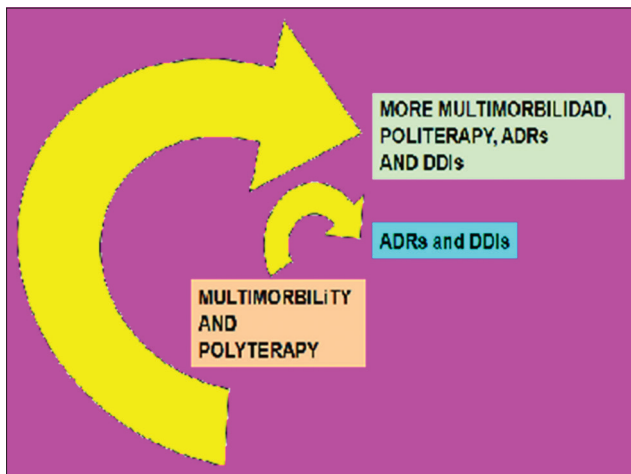 MORE MULTIMORBILIDAD,
POLITERAPY, ADRs
AND DDIs
ADRs and DDIs
MULTIMORBILiTY
AND
POLYTERAPY